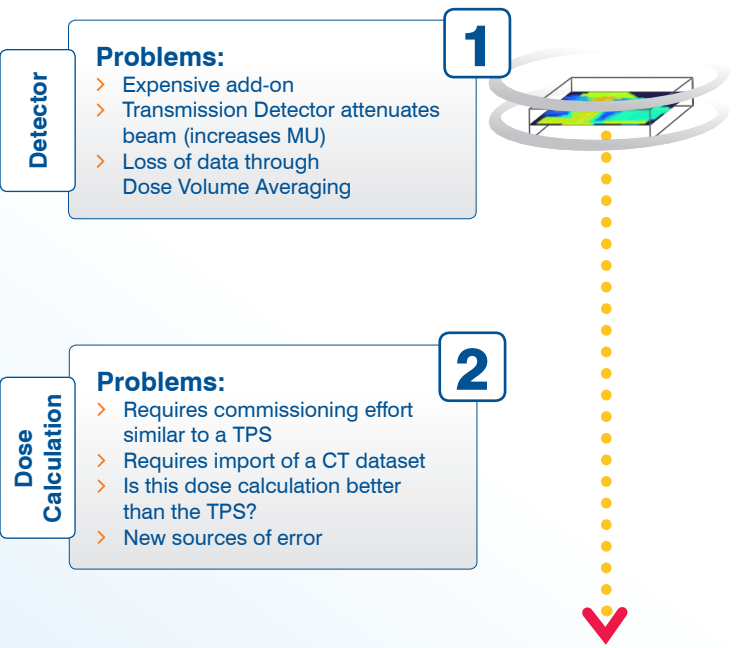 Detector
1
Problems:
> Expensive add-on
> Transmission Detector attenuates
beam (increases MU)
> Loss of data through
Dose Volume Averaging
Dose
Calculation
2
Problems:
> Requires commissioning effort
similar to a TPS
> Requires import of a CT dataset
> Is this dose calculation better
than the TPS?
> New sources of error